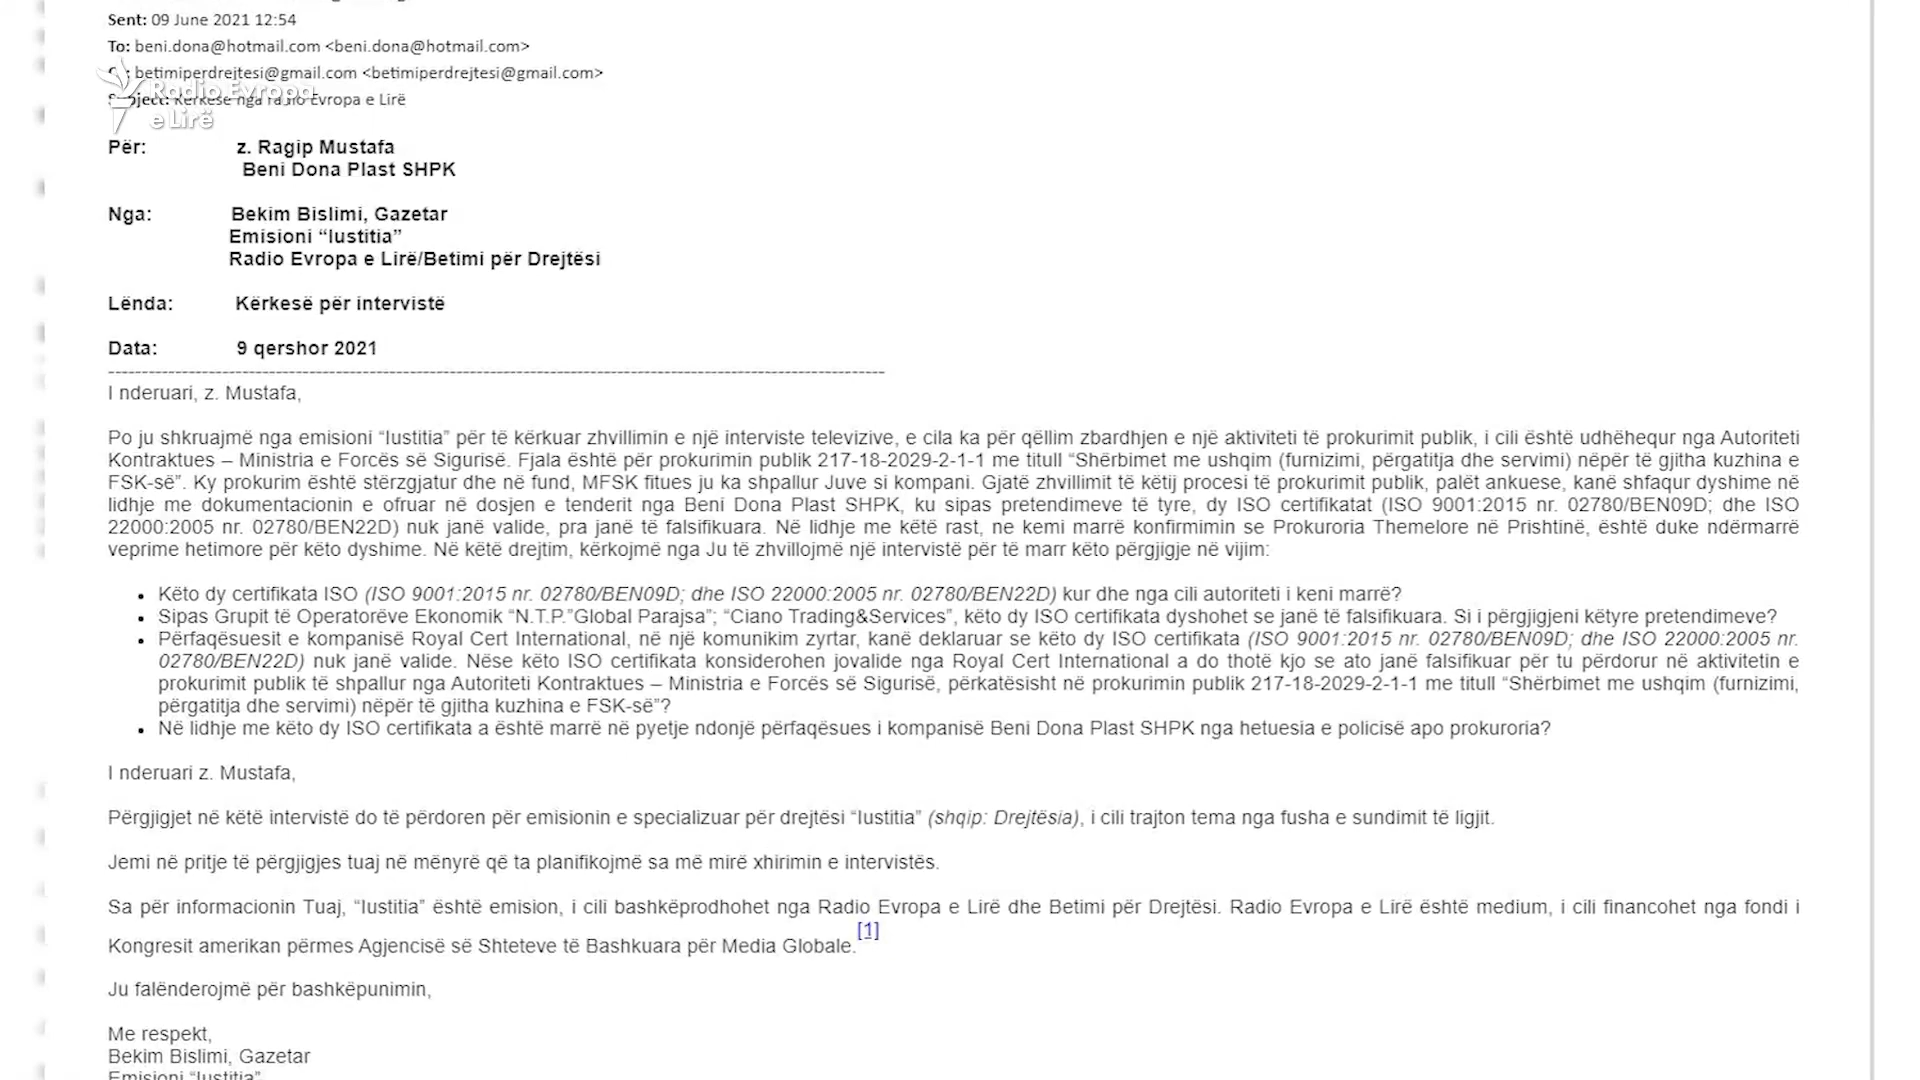 Sent: 09 June 2021 12:54
To: beni.dona@hotmail.com <beni.dona@hotmail.com>
betimiperdrejtesi@gmail.com <betimiperdrejtesi@gmail.com>
Radio Evropa
e Lirë
Subject: Kërkesë nga radio Evropa e Lirë
Për: z. Ragip Mustafa
Beni Dona Plast SHPK
Nga: Bekim Bislimi, Gazetar
Emisioni “Iustitia”
Radio Evropa e Lirë/Betimi për Drejtësi
Lënda: Kërkesë për intervistë
Data: 9 qershor 2021
I nderuari, z. Mustafa,
Po ju shkruajmë nga emisioni “Iustitia” për të kërkuar zhvillimin e një interviste televizive, e cila ka për qëllim zbardhjen e një aktiviteti të prokurimit publik, i cili është udhëhequr nga Autoriteti
Kontraktues – Ministria e Forcës së Sigurisë. Fjala është për prokurimin publik 217-18-2029-2-1-1 me titull “Shërbimet me ushqim (furnizimi, përgatitja dhe servimi) nëpër të gjitha kuzhina e
FSK-së”. Ky prokurim është stërzgjatur dhe në fund, MFSK fitues ju ka shpallur Juve si kompani. Gjatë zhvillimit të këtij procesi të prokurimit publik, palët ankuese, kanë shfaqur dyshime në
lidhje me dokumentacionin e ofruar në dosjen e tenderit nga Beni Dona Plast SHPK, ku sipas pretendimeve të tyre, dy ISO certifikatat (ISO 9001:2015 nr. 02780/BEN09D; dhe ISO
22000:2005 nr. 02780/BEN22D) nuk janë valide, pra janë të falsifikuara. Në lidhje me këtë rast, ne kemi marrë konfirmimin se Prokuroria Themelore në Prishtinë, është duke ndërmarrë
veprime hetimore për këto dyshime. Në këtë drejtim, kërkojmë nga Ju të zhvillojmë një intervistë për të marr këto përgjigje në vijim:
• Këto dy certifikata ISO (ISO 9001:2015 nr. 02780/BEN09D; dhe ISO 22000:2005 nr. 02780/BEN22D) kur dhe nga cili autoriteti i keni marrë?
• Sipas Grupit të Operatorëve Ekonomik “N.T.P.”Global Parajsa”; “Ciano Trading&Services”, këto dy ISO certifikata dyshohet se janë të falsifikuara. Si i përgjigjeni këtyre pretendimeve?
• Përfaqësuesit e kompanisë Royal Cert International, në një komunikim zyrtar, kanë deklaruar se këto dy ISO certifikata (ISO 9001:2015 nr. 02780/BEN09D; dhe ISO 22000:2005 nr.
02780/BEN22D) nuk janë valide. Nëse këto ISO certifikata konsiderohen jovalide nga Royal Cert International a do thotë kjo se ato janë falsifikuar për tu përdorur në aktivitetin e
prokurimit publik të shpallur nga Autoriteti Kontraktues – Ministria e Forcës së Sigurisë, përkatësisht në prokurimin publik 217-18-2029-2-1-1 me titull “Shërbimet me ushqim (furnizimi,
përgatitja dhe servimi) nëpër të gjitha kuzhina e FSK-së”?
• Në lidhje me këto dy ISO certifikata a është marrë në pyetje ndonjë përfaqësues i kompanisë Beni Dona Plast SHPK nga hetuesia e policisë apo prokuroria?
I nderuari z. Mustafa,
Përgjigjet në këtë intervistë do të përdoren për emisionin e specializuar për drejtësi “Iustitia” (shqip: Drejtësia), i cili trajton tema nga fusha e sundimit të ligjit.
Jemi në pritje të përgjigjes tuaj në mënyrë që ta planifikojmë sa më mirë xhirimin e intervistës.
Sa për informacionin Tuaj, “Iustitia” është emision, i cili bashkëprodhohet nga Radio Evropa e Lirë dhe Betimi për Drejtësi. Radio Evropa e Lirë është medium, i cili financohet nga fondi i
Kongresit amerikan përmes Agjencisë së Shteteve të Bashkuara për Media Globale.[1]
Ju falënderojmë për bashkëpunimin,
Me respekt,
Bekim Bislimi, Gazetar
Emisioni “Iustitia”